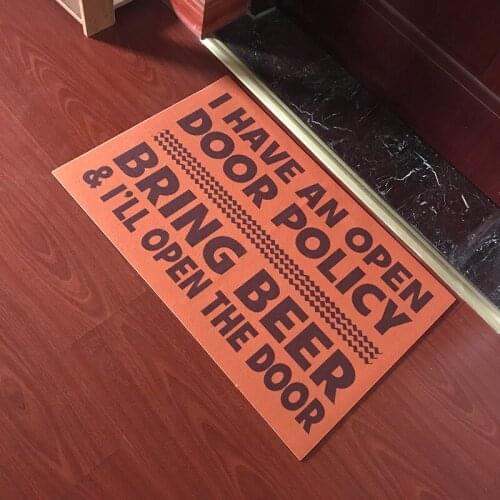 I HAVE AN OPEN
DOOR POLICY
BRING BEER
& I'LL OPEN THE DOOR